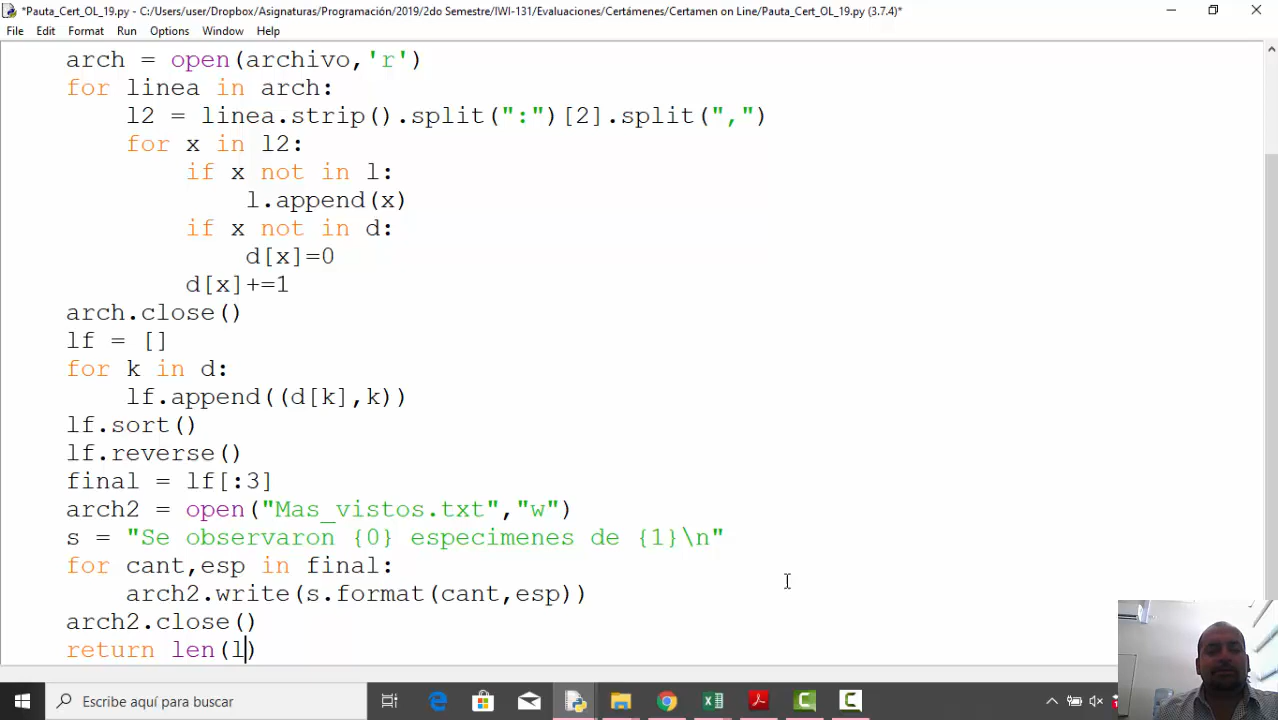 *Pauta_Cert_OL_19.py - C:/Users/user/Dropbox/Asignaturas/Programación/2019/2do Semestre/IWI-131/Evaluaciones/Certámenes/Certamen on Line/Pauta_Cert_OL_19.py (3.7.4)*
File Edit Format Run Options Window Help
    arch = open(archivo,'r')
    for linea in arch:
        l2 = linea.strip().split(":")[2].split(",")
        for x in l2:
            if x not in l:
                l.append(x)
            if x not in d:
                d[x]=0
            d[x]+=1
    arch.close()
    lf = []
    for k in d:
        lf.append((d[k],k))
    lf.sort()
    lf.reverse()
    final = lf[:3]
    arch2 = open("Mas_vistos.txt","w")
    s = "Se observaron {0} especimenes de {1}\n"
    for cant,esp in final:
        arch2.write(s.format(cant,esp))
    arch2.close()
    return len(l)
Escribe aquí para buscar